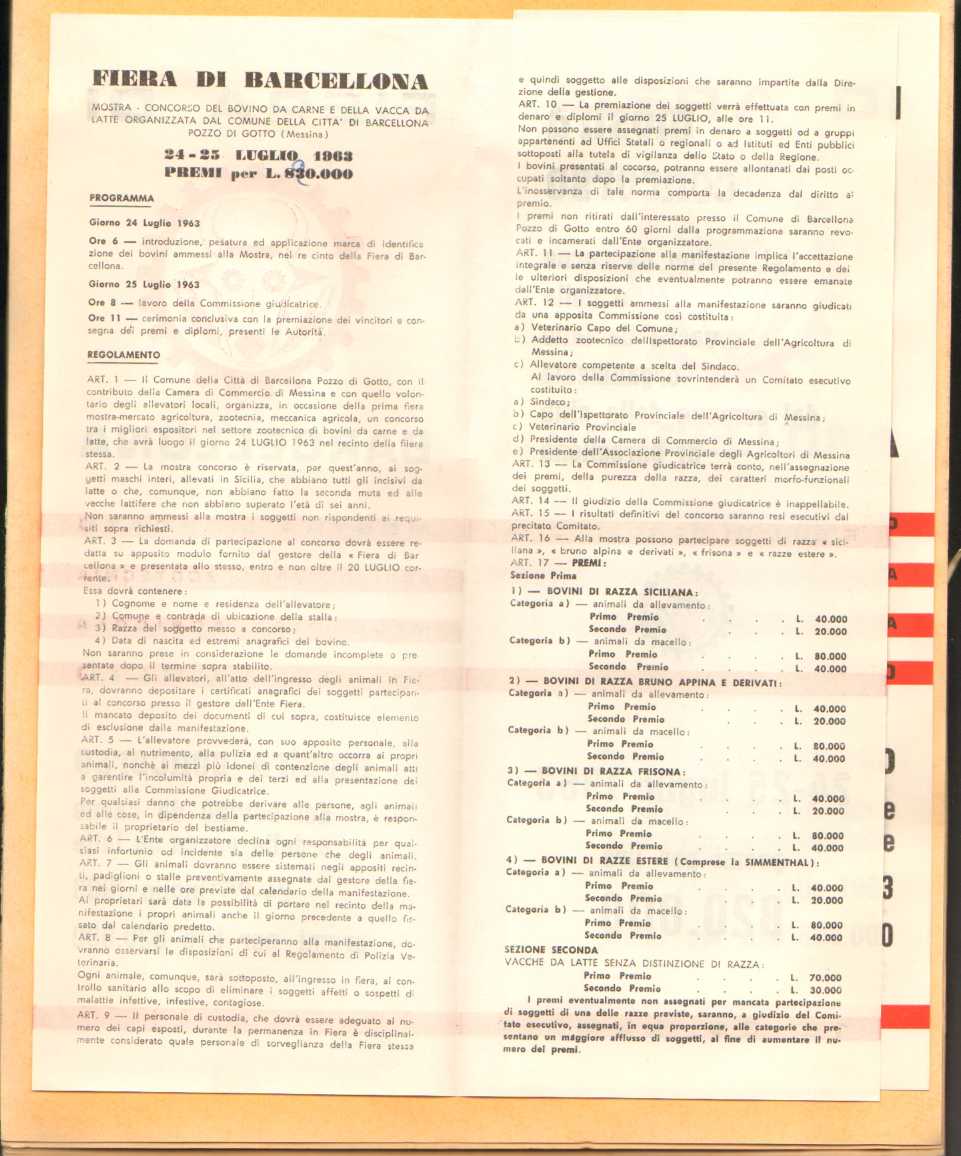 FIERA DI BARCELLONA
MOSTRA - CONCORSO DEL BOVINO DA CARNE E DELLA VACCA DA
LATTE ORGANIZZATA DAL COMUNE DELLA CITTA' DI BARCELLONA
POZZO DI GOTTO (Messina)
24-25 LUGLIO 1963
PREMI per L. 820.000
PROGRAMMA
Giorno 24 Luglio 1963
Ore 6 — introduzione, pesatura ed applicazione marca di identifica
zione dei bovini ammessi alla Mostra, nel re cinto della Fiera di Bar-
cellona.
Giorno 25 Luglio 1963
Ore 8 — lavoro della Commissione giudicatrice.
Ore 11 — cerimonia conclusiva con la premiazione dei vincitori e con-
segna dei premi e diplomi, presenti le Autorità.
REGOLAMENTO
ART. 1 — Il Comune della Città di Barcellona Pozzo di Gotto, con il
contributo della Camera di Commercio di Messina e con quello volon-
tario degli allevatori locali, organizza, in occasione della prima fiera
mostra-mercato agricoltura, zootecnia, meccanica agricola, un concorso
tra i migliori espositori nel settore zootecnico di bovini da carne e da
latte, che avrà luogo il giorno 24 LUGLIO 1963 nel recinto della fiera
stessa.
ART. 2 — La mostra concorso è riservata, per quest'anno, ai sog-
getti maschi interi, allevati in Sicilia, che abbiano tutti gli incisivi da
latte o che, comunque, non abbiano fatto la seconda muta ed alle
vacche lattifere che non abbiano superato l'età di sei anni.
Non saranno ammessi alla mostra i soggetti non rispondenti ai requi-
siti sopra richiesti.
ART. 3 — La domanda di partecipazione al concorso dovrà essere re-
datta su apposito modulo fornito dal gestore della « Fiera di Bar
cellona » e presentata allo stesso, entro e non oltre il 20 LUGLIO cor-
rente.
Essa dovrà contenere:
1) Cognome e nome e residenza dell'allevatore;
2) Comune e contrada di ubicazione della stalla;
3) Razza del soggetto messo a concorso;
4) Data di nascita ed estremi anagrafici del bovino.
Non saranno prese in considerazione le domande incomplete o pre
sentate dopo il termine sopra stabilito.
ART. 4 — Gli allevatori, all'atto dell'ingresso degli animali in Fie-
ra, dovranno depositare i certificati anagrafici dei soggetti partecipan-
ti al concorso presso il gestore dell'Ente Fiera.
Il mancato deposito dei documenti di cui sopra, costituisce elemento
di esclusione dalla manifestazione.
ART. 5 — L'allevatore provvederà, con suo apposito personale, alla
custodia, al nutrimento, alla pulizia ed a quant'altro occorra ai propri
animali, nonchè ai mezzi più idonei di contenzione degli animali atti
a garentire l'incolumità propria e dei terzi ed alla presentazione dei
soggetti alla Commissione Giudicatrice.
Per qualsiasi danno che potrebbe derivare alle persone, agli animali
ed alle cose, in dipendenza della partecipazione alla mostra, è respon-
sabile il proprietario del bestiame.
ART. 6 — L'Ente organizzatore declina ogni responsabilità per qual-
siasi infortunio od incidente sia delle persone che degli animali.
ART. 7 — Gli animali dovranno essere sistemati negli appositi recin-
ti, padiglioni o stalle preventivamente assegnate dal gestore della fie-
ra nei giorni e nelle ore previste dal calendario della manifestazione.
Ai proprietari sarà data la possibilità di portare nel recinto della ma-
nifestazione i propri animali anche il giorno precedente a quello fis-
sato dal calendario predetto.
ART. 8 — Per gli animali che parteciperanno alla manifestazione, do-
vranno osservarsi le disposizioni di cui al Regolamento di Polizia Ve-
terinaria.
Ogni animale, comunque, sarà sottoposto, all'ingresso in fiera, al con-
trollo sanitario allo scopo di eliminare i soggetti affetti o sospetti di
malattie infettive, infestive, contagiose.
ART. 9 — Il personale di custodia, che dovrà essere adeguato al nu-
mero dei capi esposti, durante la permanenza in Fiera è disciplinal-
mente considerato quale personale di sorveglianza della Fiera stessa
e quindi soggetto alle disposizioni che saranno impartite dalla Dire-
zione della gestione.
ART. 10 — La premiazione dei soggetti verrà effettuata con premi in
denaro e diplomi il giorno 25 LUGLIO, alle ore 11.
Non possono essere assegnati premi in denaro a soggetti od a gruppi
appartenenti ad Uffici Statali o regionali o ad Istituti ed Enti pubblici
sottoposti alla tutela di vigilanza dello Stato o della Regione.
I bovini presentati al cocorso, potranno essere allontanati dai posti oc-
cupati soltanto dopo la premiazione.
L'inosservanza di tale norma comporta la decadenza dal diritto al
premio.
I premi non ritirati dall'interessato presso il Comune di Barcellona
Pozzo di Gotto entro 60 giorni dalla programmazione saranno revo-
cati e incamerati dall'Ente organizzatore.
ART. 11 — La partecipazione alla manifestazione implica l'accettazione
integrale e senza riserve delle norme del presente Regolamento e del-
le ulteriori disposizioni che eventualmente potranno essere emanate
dall'Ente organizzatore.
ART. 12 — I soggetti ammessi alla manifestazione saranno giudicati
da una apposita Commissione così costituita:
a) Veterinario Capo del Comune;
b) Addetto zootecnico dellIspettorato Provinciale dell'Agricoltura di
Messina;
c) Allevatore competente a scelta del Sindaco.
Al lavoro della Commissione sovrintenderà un Comitato esecutivo
costituito:
a) Sindaco;
b) Capo dell'Ispettorato Provinciale dell'Agricoltura di Messina;
c) Veterinario Provinciale
d) Presidente della Camera di Commercio di Messina;
e) Presidente dell'Associazione Provinciale degli Agricoltori di Messina
ART. 13 — La Commissione giudicatrice terrà conto, nell'assegnazione
dei premi, della purezza della razza, dei caratteri morfo-funzionali
dei soggetti.
ART. 14 — Il giudizio della Commissione giudicatrice è inappellabile.
ART. 15 — I risultati definitivi del concorso saranno resi esecutivi dal
precitato Comitato.
ART. 16 — Alla mostra possono partecipare soggetti di razza « sici-
liana », « bruno alpina e derivati », « frisona » e « razze estere ».
ART. 17 — PREMI:
Sezione Prima
1) — BOVINI DI RAZZA SICILIANA:
Categoria a) — animali da allevamento:
Primo Premio . . . . L. 40.000
Secondo Premio . . . L. 20.000
Categoria b) — animali da macello:
Primo Premio . . . . L. 80.000
Secondo Premio . . . L. 40.000
2) — BOVINI DI RAZZA BRUNO APPINA E DERIVATI:
Categoria a) — animali da allevamento:
Primo Premio . . . . L. 40.000
Secondo Premio . . . L. 20.000
Categoria b) — animali da macello:
Primo Premio . . . . L. 80.000
Secondo Premio . . . L. 40.000
3) — BOVINI DI RAZZA FRISONA:
Categoria a) — animali da allevamento:
Primo Premio . . . . L. 40.000
Secondo Premio . . . L. 20.000
Categoria b) — animali da macello:
Primo Premio . . . . L. 80.000
Secondo Premio . . . L. 40.000
4) — BOVINI DI RAZZE ESTERE (Comprese la SIMMENTHAL):
Categoria a) — animali da allevamento:
Primo Premio . . . . L. 40.000
Secondo Premio . . . L. 20.000
Categoria b) — animali da macello:
Primo Premio . . . . L. 80.000
Secondo Premio . . . L. 40.000
SEZIONE SECONDA
VACCHE DA LATTE SENZA DISTINZIONE DI RAZZA:
Primo Premio . . . . L. 70.000
Secondo Premio . . . L. 30.000
I premi eventualmente non assegnati per mancata partecipazione
di soggetti di una delle razze previste, saranno, a giudizio del Comi-
tato esecutivo, assegnati, in equa proporzione, alle categorie che pre-
sentano un maggiore afflusso di soggetti, al fine di aumentare il nu-
mero dei premi.